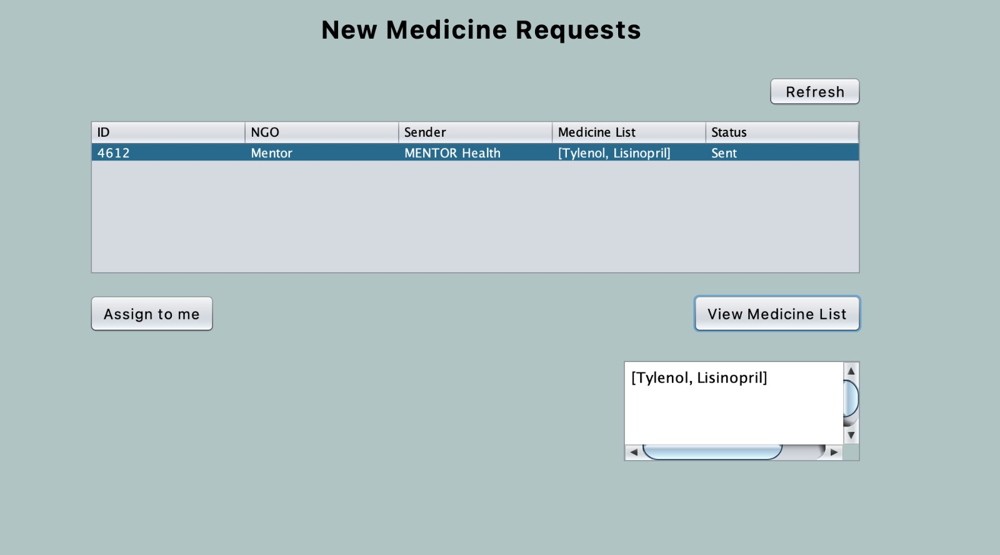 New Medicine Requests
Refresh
ID NGO Sender Medicine List Status
4612 Mentor MENTOR Health [Tylenol, Lisinopril] Sent
Assign to me View Medicine List
[Tylenol, Lisinopril]